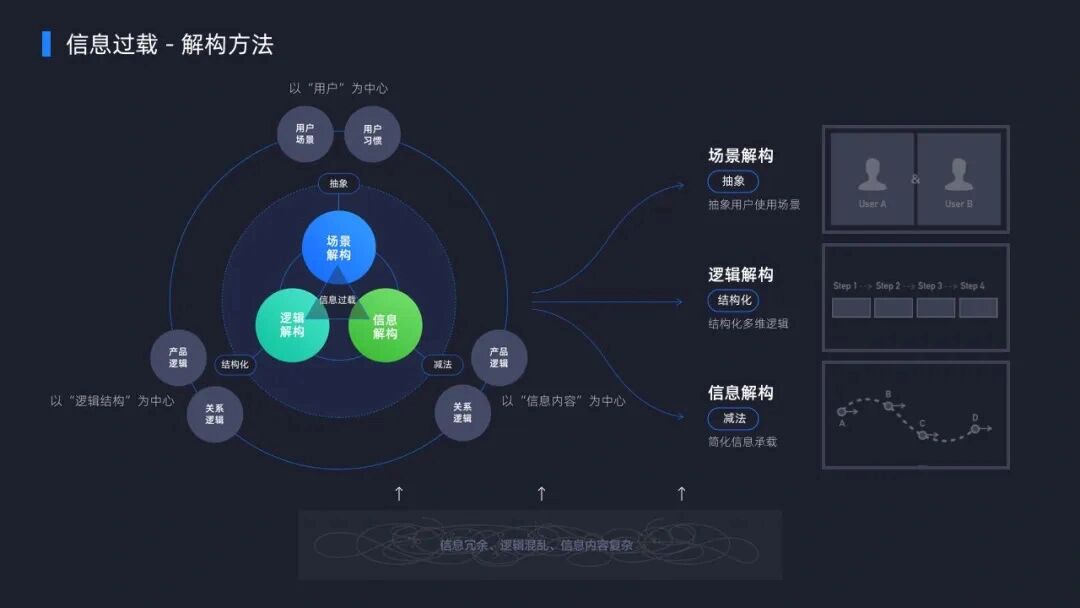 信息过载 - 解构方法
以“用户”为中心
用户
场景
用户
习惯
抽象
场景
解构
信息过载
逻辑
解构
信息
解构
结构化
减法
产品
逻辑
关系
逻辑
以“逻辑结构”为中心
产品
逻辑
关系
逻辑
以“信息内容”为中心
场景解构
抽象
抽象用户使用场景
User A
&
User B
逻辑解构
结构化
结构化多维逻辑
Step 1 --> Step 2 --> Step 3 --> Step 4
信息解构
减法
简化信息承载
A
B
C
D
信息冗余、逻辑混乱、信息内容复杂